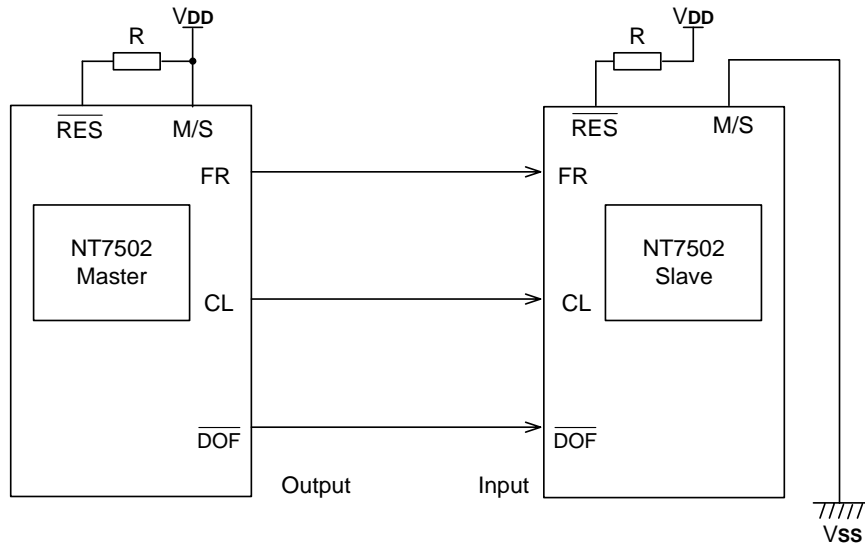 VDD VDD
R R
RES M/S RES M/S
FR FR
NT7502 NT7502
Master Slave
CL CL
DOF DOF
Output Input
VSS